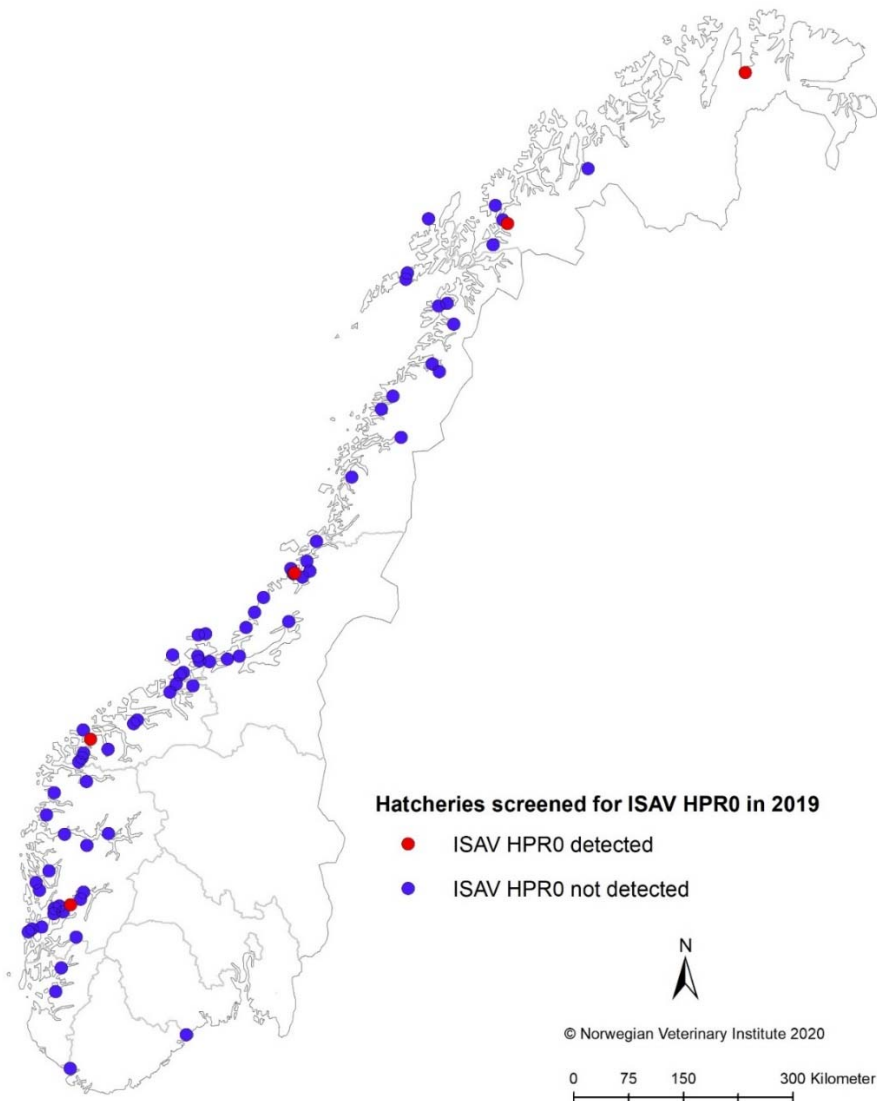 Hatcheries screened for ISAV HPR0 in 2019
ISAV HPR0 detected
ISAV HPR0 not detected
N
© Norwegian Veterinary Institute 2020
0 75 150 300 Kilometer